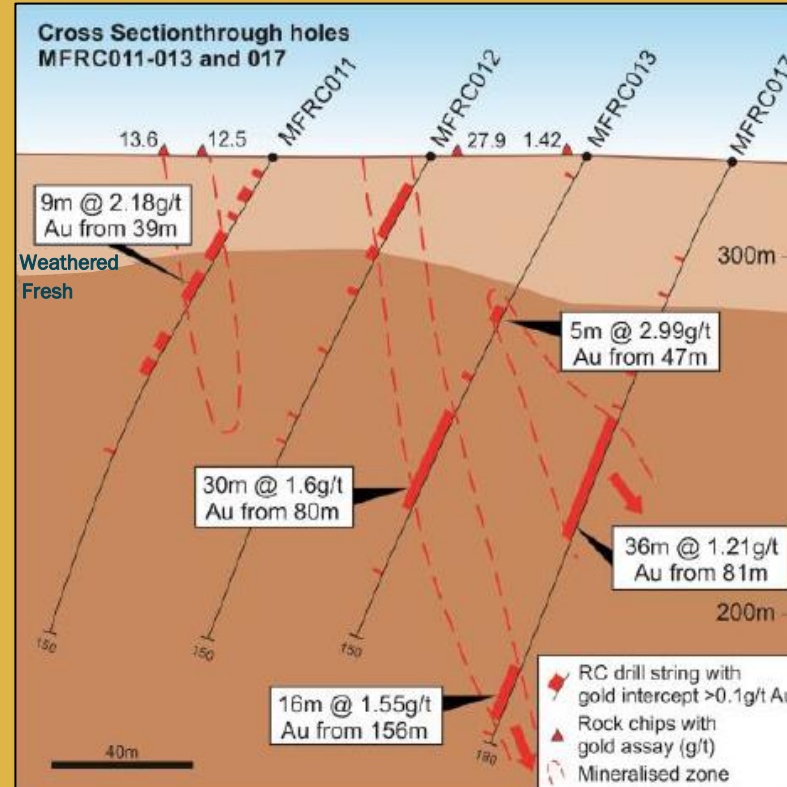 Cross Sectionthrough holes
MFRC011-013 and 017
MFRC011
MFRC012
MFRC013
MFRC017
13.6
12.5
27.9
1.42
9m @ 2.18g/t
Au from 39m
Weathered
Fresh
300m
5m @ 2.99g/t
Au from 47m
30m @ 1.6g/t
Au from 80m
36m @ 1.21g/t
Au from 81m
200m
150
150
150
16m @ 1.55g/t
Au from 156m
180
40m
RC drill string with
gold intercept >0.1g/t Au
Rock chips with
gold assay (g/t)
Mineralised zone